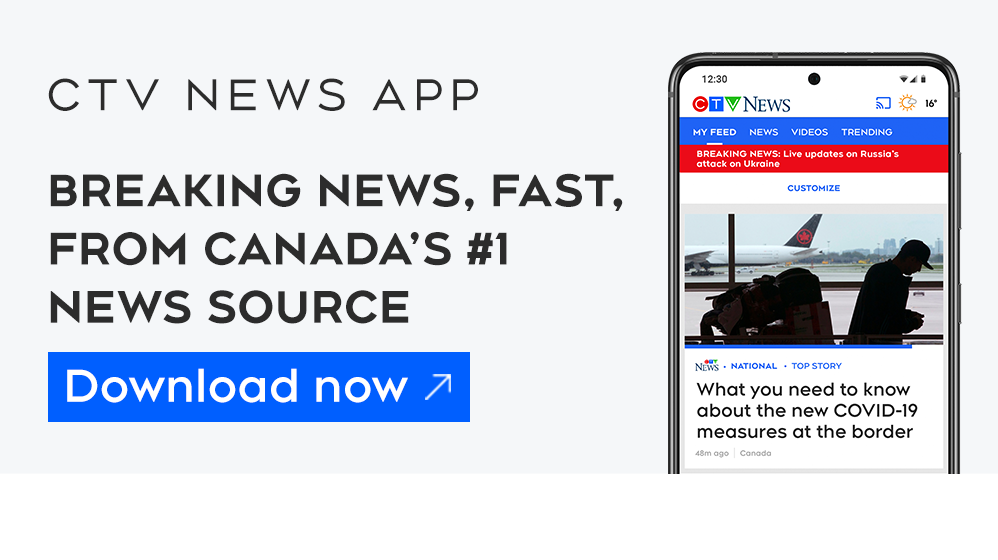 CTV NEWS APP
BREAKING NEWS, FAST,
FROM CANADA’S #1
NEWS SOURCE
Download now
12:30
CTV NEWS
16°
MY FEED NEWS VIDEOS TRENDING
BREAKING NEWS: Live updates on Russia’s
attack on Ukraine
CUSTOMIZE
CTV NEWS • NATIONAL • TOP STORY
What you need to know
about the new COVID-19
measures at the border
48m ago | Canada